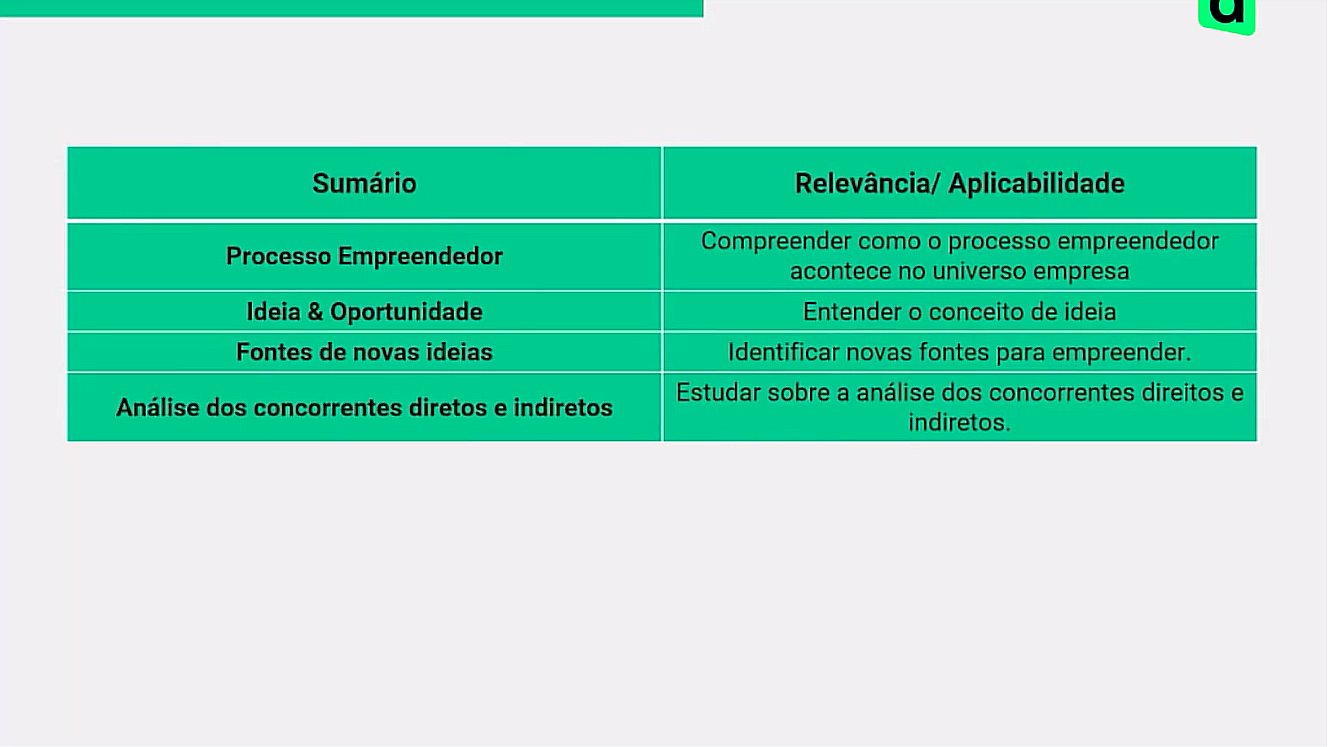 d
Sumário
Relevância/ Aplicabilidade
Processo Empreendedor
Compreender como o processo empreendedor
acontece no universo empresa
Ideia & Oportunidade
Entender o conceito de ideia
Fontes de novas ideias
Identificar novas fontes para empreender.
Análise dos concorrentes diretos e indiretos
Estudar sobre a análise dos concorrentes direitos e
indiretos.